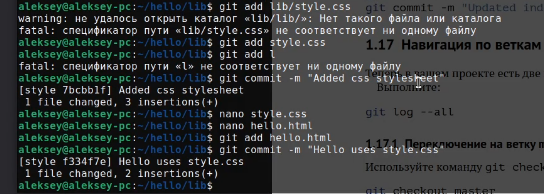 aleksey@aleksey-pc:~/hello/lib$ git add lib/style.css
warning: не удалось открыть каталог «lib/lib/»: Нет такого файла или каталога
fatal: спецификатор пути «lib/style.css» не соответствует ни одному файлу
aleksey@aleksey-pc:~/hello/lib$ git add style.css
aleksey@aleksey-pc:~/hello/lib$ git add l
fatal: спецификатор пути «l» не соответствует ни одному файлу
aleksey@aleksey-pc:~/hello/lib$ git commit -m "Added css stylesheet"
[style 7bcbb1f] Added css stylesheet
1 file changed, 3 insertions(+)
aleksey@aleksey-pc:~/hello/lib$ nano style.css
aleksey@aleksey-pc:~/hello/lib$ nano hello.html
aleksey@aleksey-pc:~/hello/lib$ git add hello.html
aleksey@aleksey-pc:~/hello/lib$ git commit -m "Hello uses style.css"
[style f334f7e] Hello uses style.css
1 file changed, 2 insertions(+)
aleksey@aleksey-pc:~/hello/lib$
git commit -m "Updated ind
1.17 Навигация по веткам
Теперь в вашем проекте есть две
Выполните:
git log --all
1.17.1 Переключение на ветку m
Используйте команду git check
git checkout master